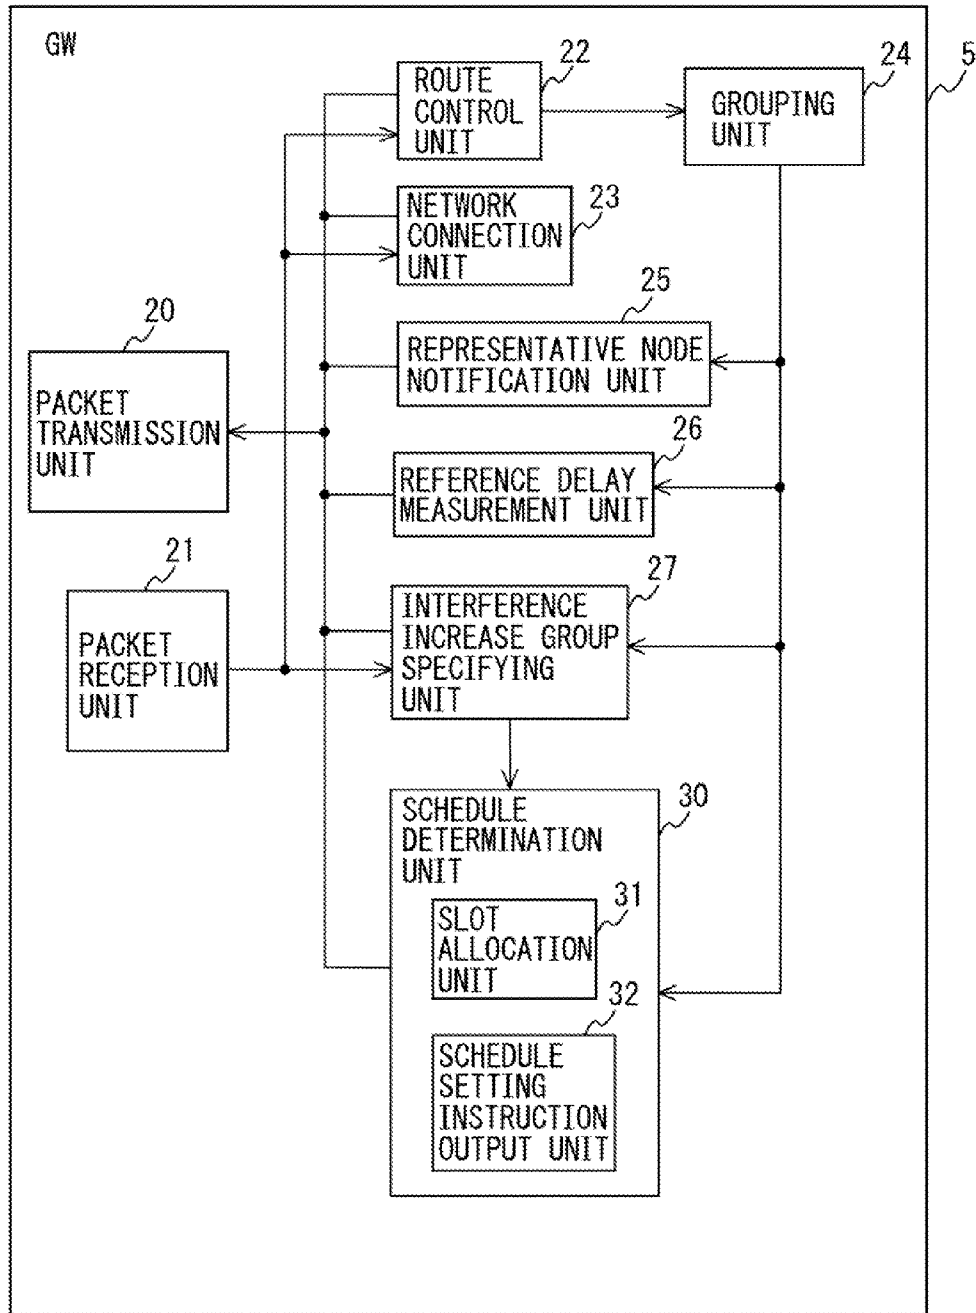 GW
5
22
ROUTE
CONTROL
UNIT
24
GROUPING
UNIT
23
NETWORK
CONNECTION
UNIT
25
REPRESENTATIVE NODE
NOTIFICATION UNIT
20
PACKET
TRANSMISSION
UNIT
26
REFERENCE DELAY
MEASUREMENT UNIT
21
PACKET
RECEPTION
UNIT
27
INTERFERENCE
INCREASE GROUP
SPECIFYING
UNIT
30
SCHEDULE
DETERMINATION
UNIT
31
SLOT
ALLOCATION
UNIT
32
SCHEDULE
SETTING
INSTRUCTION
OUTPUT UNIT